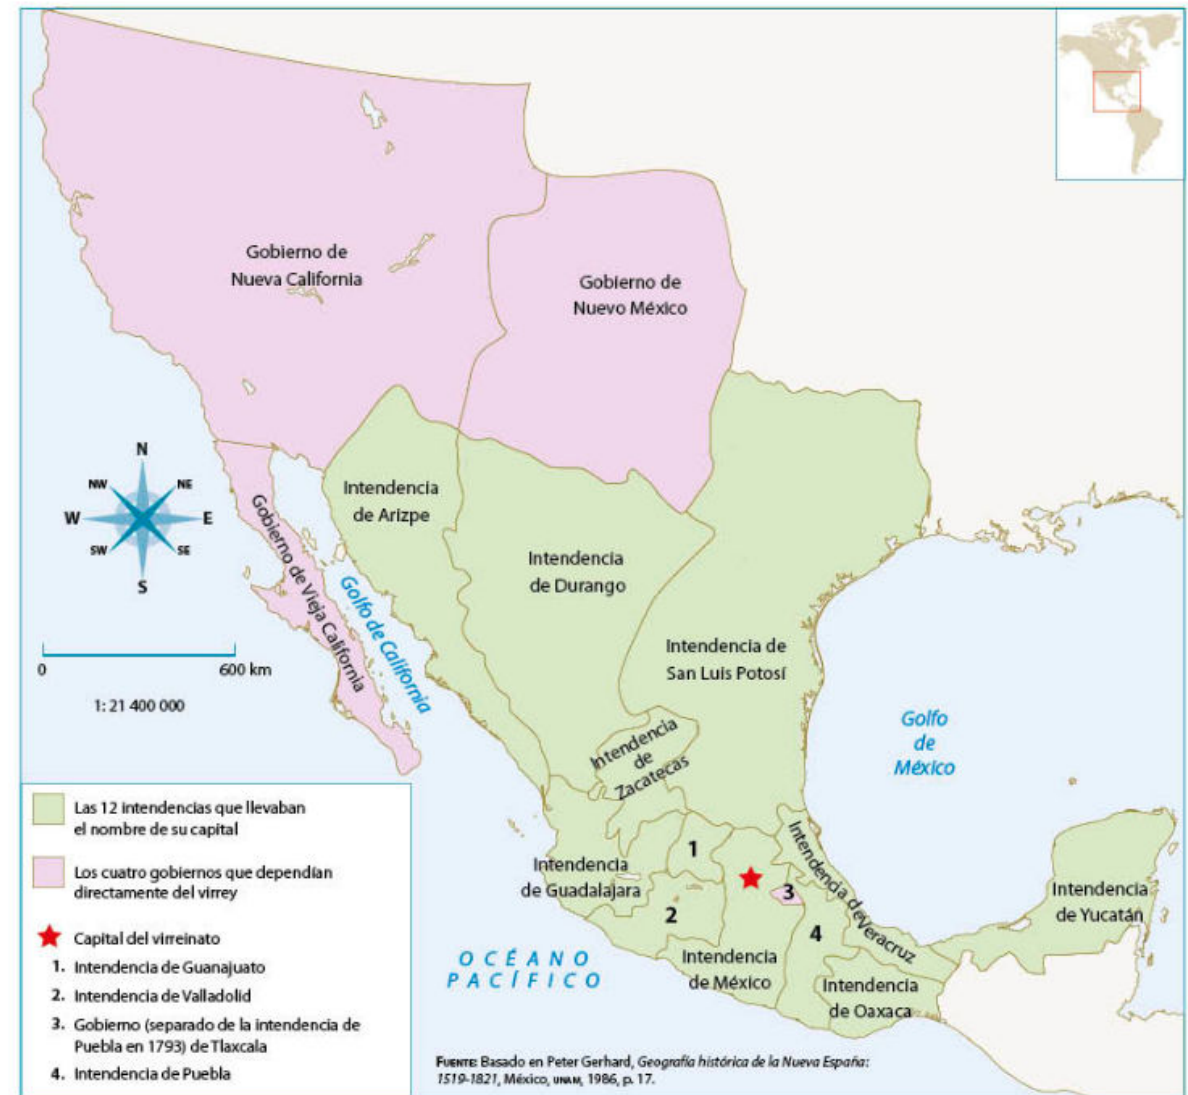 Gobierno de
Nueva California
Gobierno de
Nuevo México
N
NW
NE
W
E
SW
SE
S
Intendencia
de Arizpe
Gobierno de Vieja California
Golfo de California
Intendencia
de Durango
0
600 km
1: 21 400 000
Intendencia de
San Luis Potosí
Golfo
de
México
Intendencia
de
Zacatecas
Las 12 intendencias que llevaban
el nombre de su capital
Los cuatro gobiernos que dependían
directamente del virrey
Capital del virreinato
1. Intendencia de Guanajuato
2. Intendencia de Valladolid
3. Gobierno (separado de la intendencia de
Puebla en 1793) de Tlaxcala
4. Intendencia de Puebla
1
Intendencia
de Guadalajara
2
3
4
Intendencia de Veracruz
Intendencia
de Yucatán
OCÉANO
PACÍFICO
Intendencia
de México
Intendencia
de Oaxaca
FUENTE: Basado en Peter Gerhard, Geografía histórica de la Nueva España:
1519-1821, México, UNAM, 1986, p. 17.